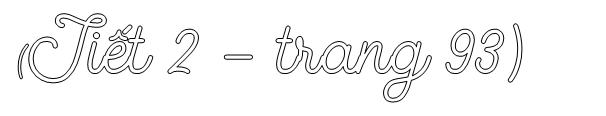 (Tiết 2 – trang 93)